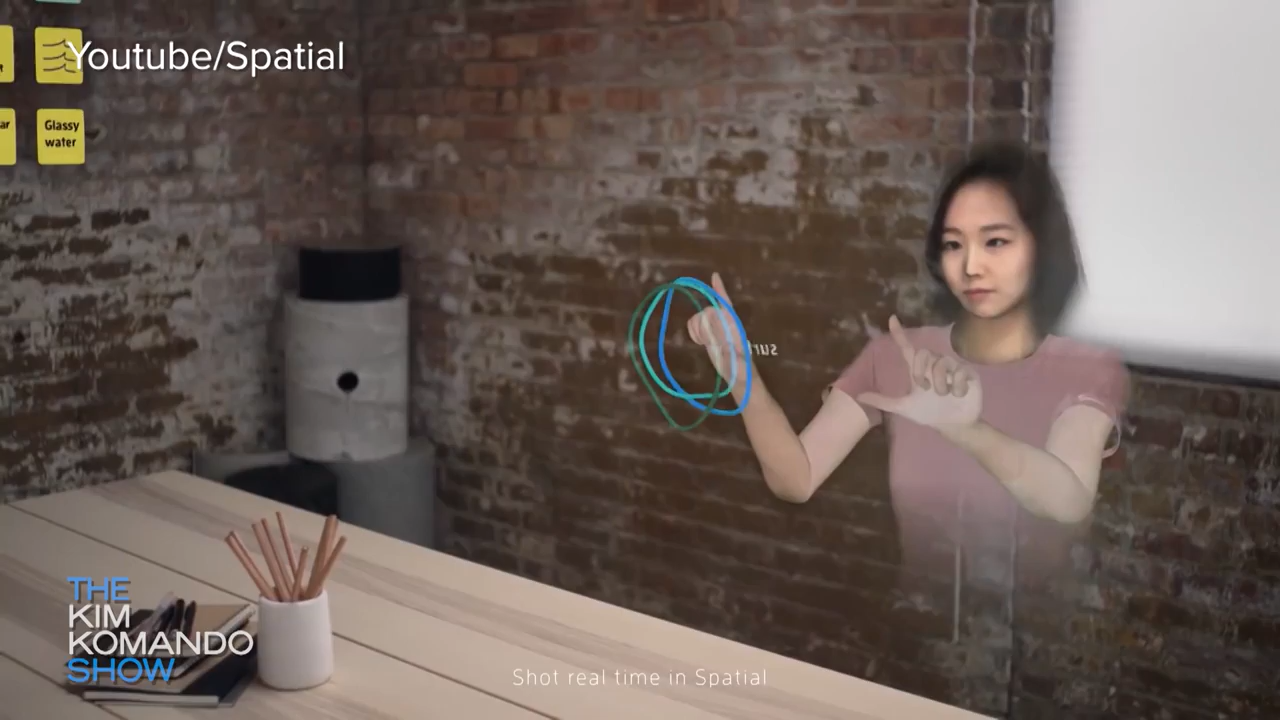 Youtube/Spatial
Glassy
water
THE
KIM
KOMANDO
SHOW
Shot real time in Spatial